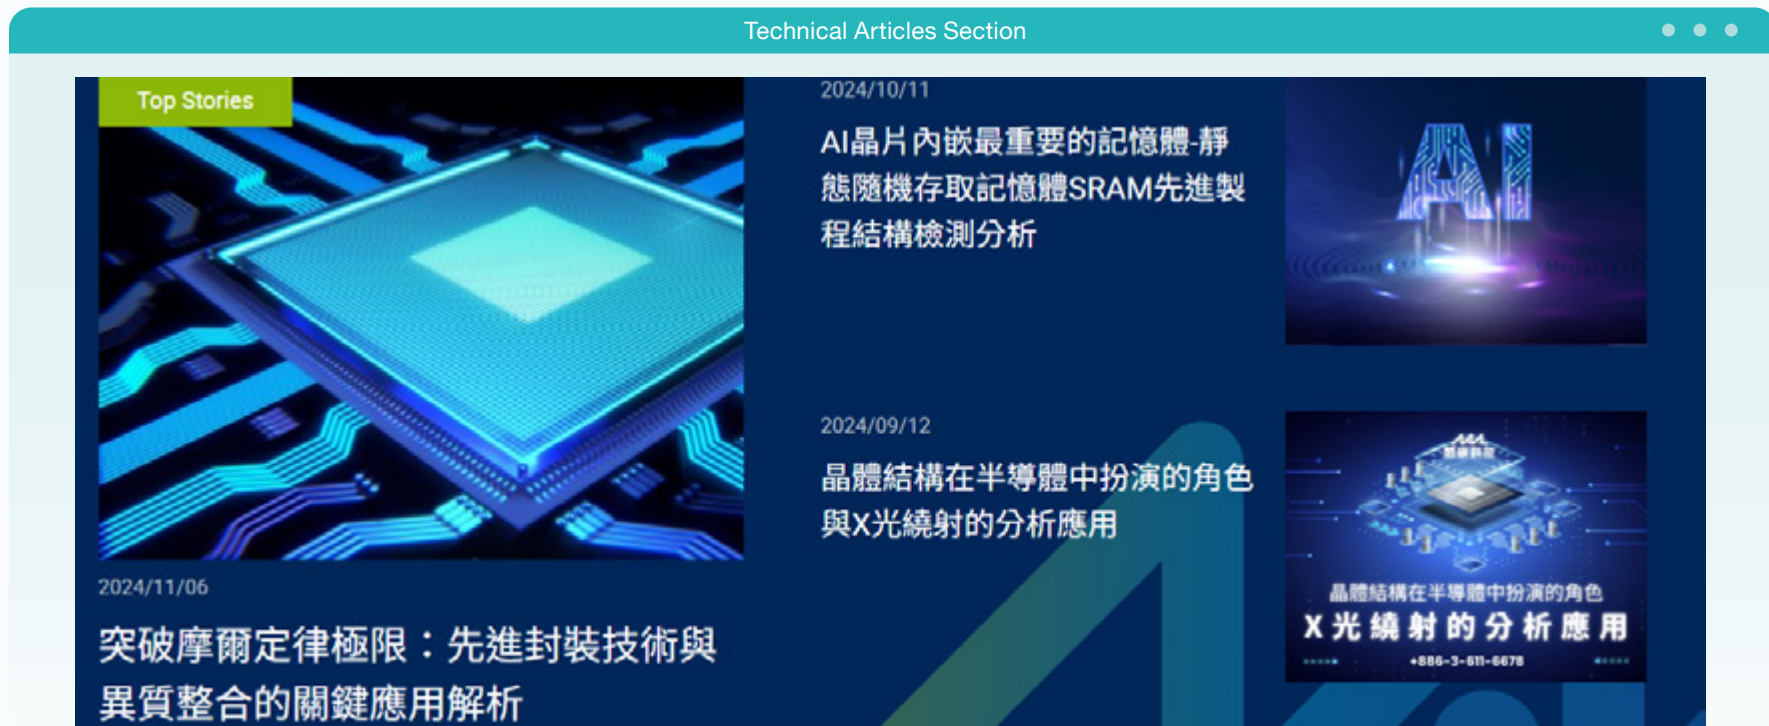 Technical Articles Section
Top Stories
2024/11/06
突破摩爾定律極限：先進封裝技術與
異質整合的關鍵應用解析
2024/10/11
AI晶片內嵌最重要的記憶體-靜
態隨機存取記憶體SRAM先進製
程結構檢測分析
AI
2024/09/12
晶體結構在半導體中扮演的角色
與X光繞射的分析應用
晶體結構在半導體中扮演的角色
X光繞射的分析應用
+886-3-611-6678